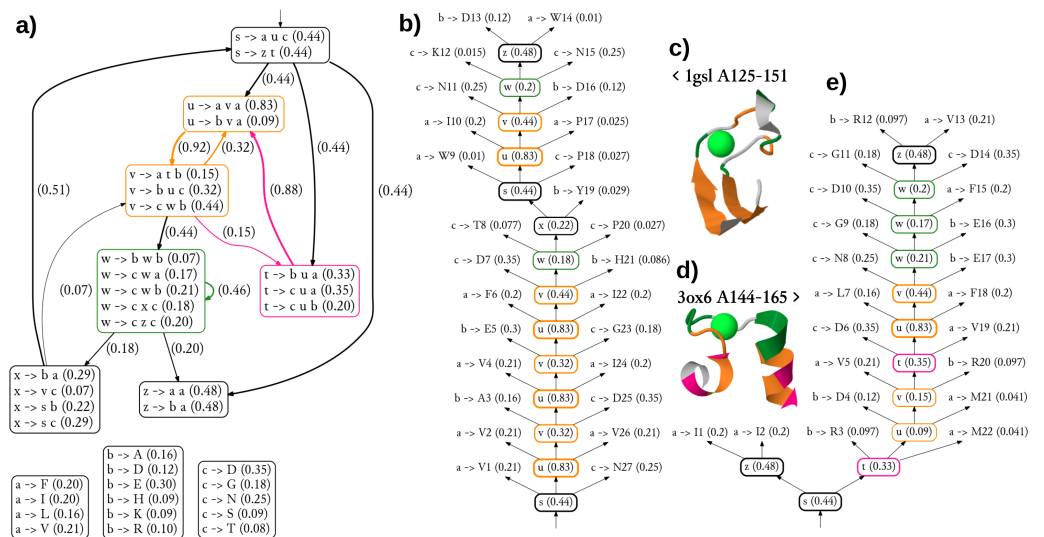 a)
s -> a u c (0.44)
s -> z t (0.44)
(0.44)
u -> a v a (0.83)
u -> b v a (0.09)
(0.92)
(0.32)
(0.44)
(0.51)
(0.88)
(0.44)
v -> a t b (0.15)
v -> b u c (0.32)
v -> c w b (0.44)
(0.44)
(0.15)
w -> b w b (0.07)
w -> c w a (0.17)
w -> c w b (0.21)
w -> c x c (0.18)
w -> c z c (0.20)
(0.46)
(0.07)
t -> b u a (0.33)
t -> c u a (0.35)
t -> c u b (0.20)
(0.18)
(0.20)
x -> b a (0.29)
x -> v c (0.07)
x -> s b (0.22)
x -> s c (0.29)
z -> a a (0.48)
z -> b a (0.48)
a -> F (0.20)
a -> I (0.20)
a -> L (0.16)
a -> V (0.21)
b -> A (0.16)
b -> D (0.12)
b -> E (0.30)
b -> H (0.09)
b -> K (0.09)
b -> R (0.10)
c -> D (0.35)
c -> G (0.18)
c -> N (0.25)
c -> S (0.09)
c -> T (0.08)
b)
b -> D13 (0.12) a -> W14 (0.01)
c -> K12 (0.015) z (0.48) c -> N15 (0.25)
w (0.2)
c -> N11 (0.25) b -> D16 (0.12)
v (0.44)
a -> I10 (0.2) a -> P17 (0.025)
u (0.83)
a -> W9 (0.01) c -> P18 (0.027)
s (0.44)
b -> Y19 (0.029)
x (0.22)
c -> T8 (0.077) c -> P20 (0.027)
w (0.18)
c -> D7 (0.35) b -> H21 (0.086)
v (0.44)
a -> F6 (0.2) a -> I22 (0.2)
u (0.83)
b -> E5 (0.3) c -> G23 (0.18)
v (0.32)
a -> V4 (0.21) a -> I24 (0.2)
u (0.83)
b -> A3 (0.16) c -> D25 (0.35)
v (0.32)
a -> V2 (0.21) a -> V26 (0.21)
u (0.83)
a -> V1 (0.21) c -> N27 (0.25)
s (0.44)
c)
< 1gsl A125-151
d)
3ox6 A144-165 >
e)
b -> R12 (0.097) a -> V13 (0.21)
c -> G11 (0.18) z (0.48) c -> D14 (0.35)
w (0.2)
c -> D10 (0.35) a -> F15 (0.2)
w (0.17)
c -> G9 (0.18) b -> E16 (0.3)
w (0.21)
c -> N8 (0.25) b -> E17 (0.3)
v (0.44)
a -> L7 (0.16) a -> F18 (0.2)
u (0.83)
c -> D6 (0.35) a -> V19 (0.21)
t (0.35)
a -> V5 (0.21) b -> R20 (0.097)
v (0.15)
b -> D4 (0.12) a -> M21 (0.041)
u (0.09)
a -> I1 (0.2) a -> I2 (0.2) b -> R3 (0.097) a -> M22 (0.041)
z (0.48) t (0.33)
s (0.44)